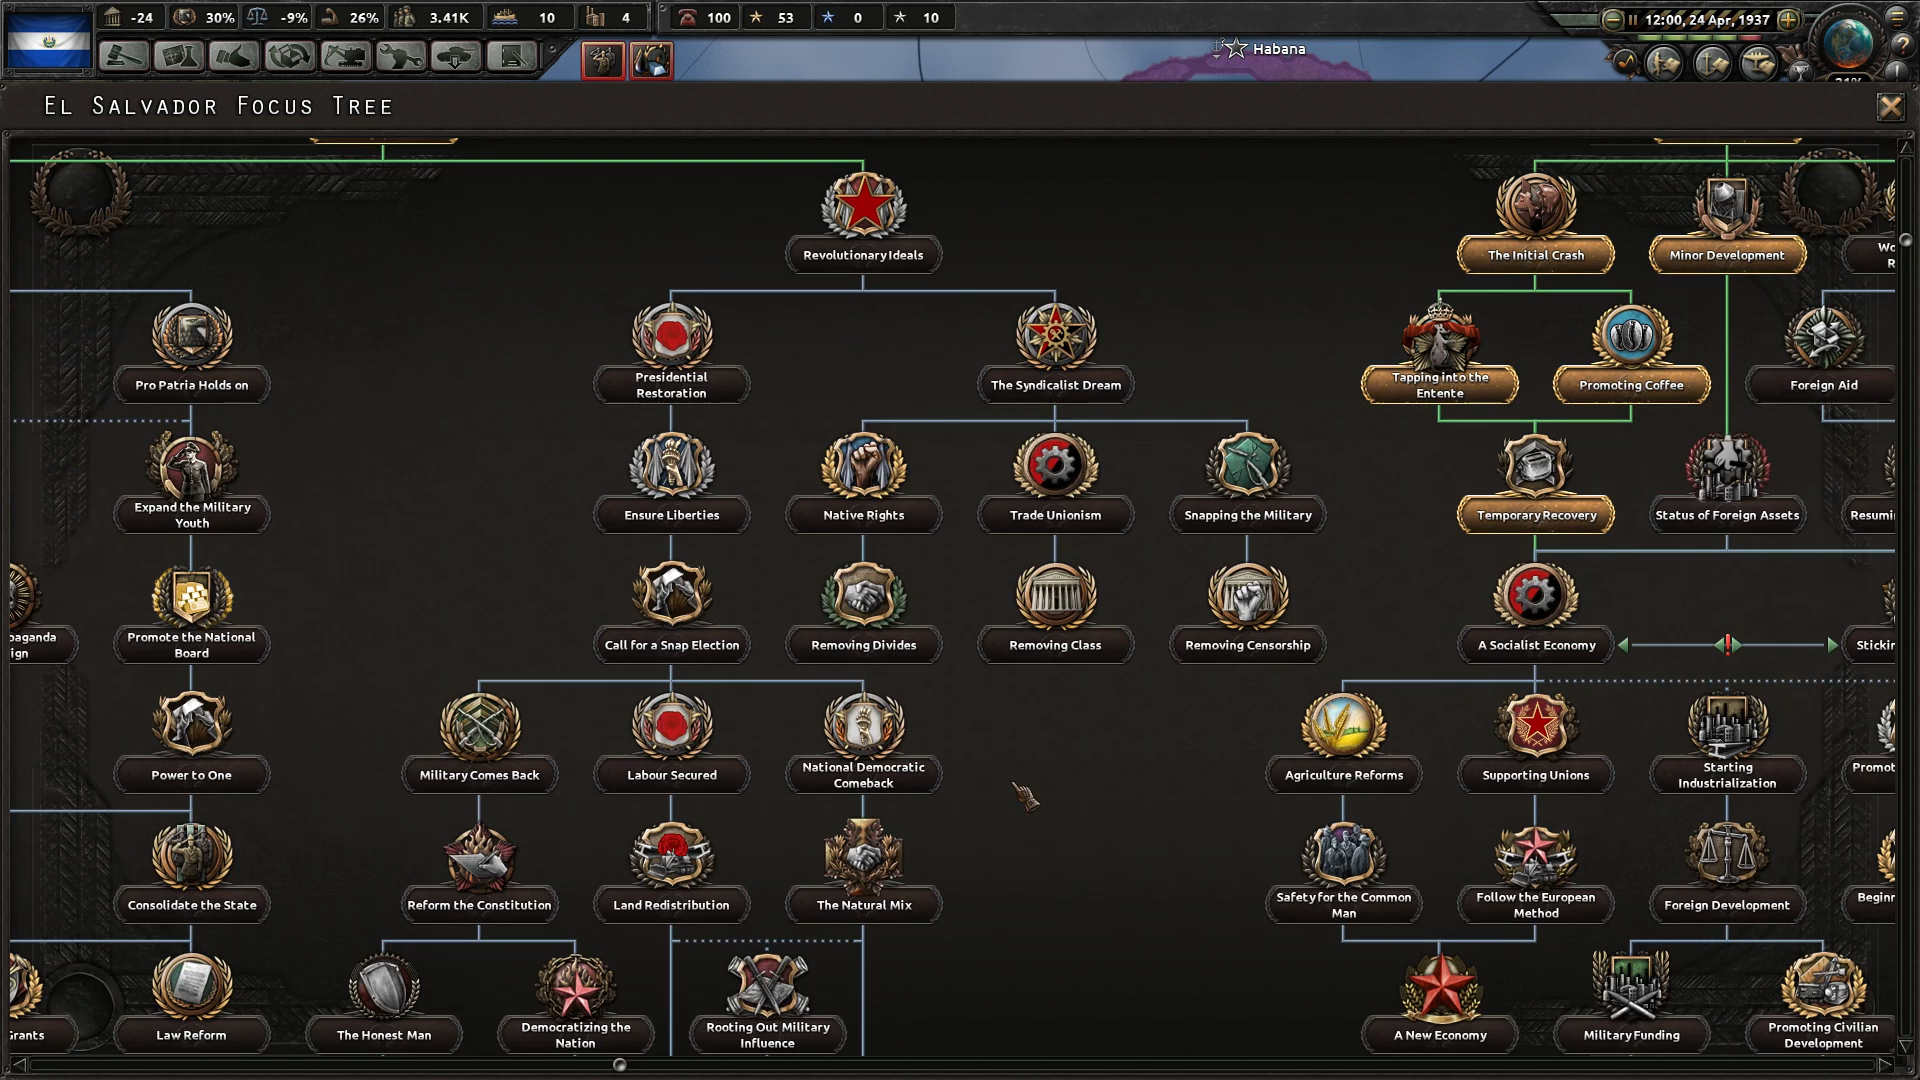 -24 30% -9% 26% 3.41K 10 4 100 53 0 10
12:00, 24 Apr, 1937
Habana
El Salvador Focus Tree
Revolutionary Ideals
The Initial Crash
Minor Development
Pro Patria Holds on
Presidential
Restoration
The Syndicalist Dream
Tapping into the
Entente
Promoting Coffee
Foreign Aid
Expand the Military
Youth
Ensure Liberties
Native Rights
Trade Unionism
Snapping the Military
Temporary Recovery
Status of Foreign Assets
Resumi
paganda
ign
Promote the National
Board
Call for a Snap Election
Removing Divides
Removing Class
Removing Censorship
A Socialist Economy
Stickin
Power to One
Military Comes Back
Labour Secured
National Democratic
Comeback
Agriculture Reforms
Supporting Unions
Starting
Industrialization
Promot
Consolidate the State
Reform the Constitution
Land Redistribution
The Natural Mix
Safety for the Common
Man
Follow the European
Method
Foreign Development
Beginn
Grants
Law Reform
The Honest Man
Democratizing the
Nation
Rooting Out Military
Influence
A New Economy
Military Funding
Promoting Civilian
Development